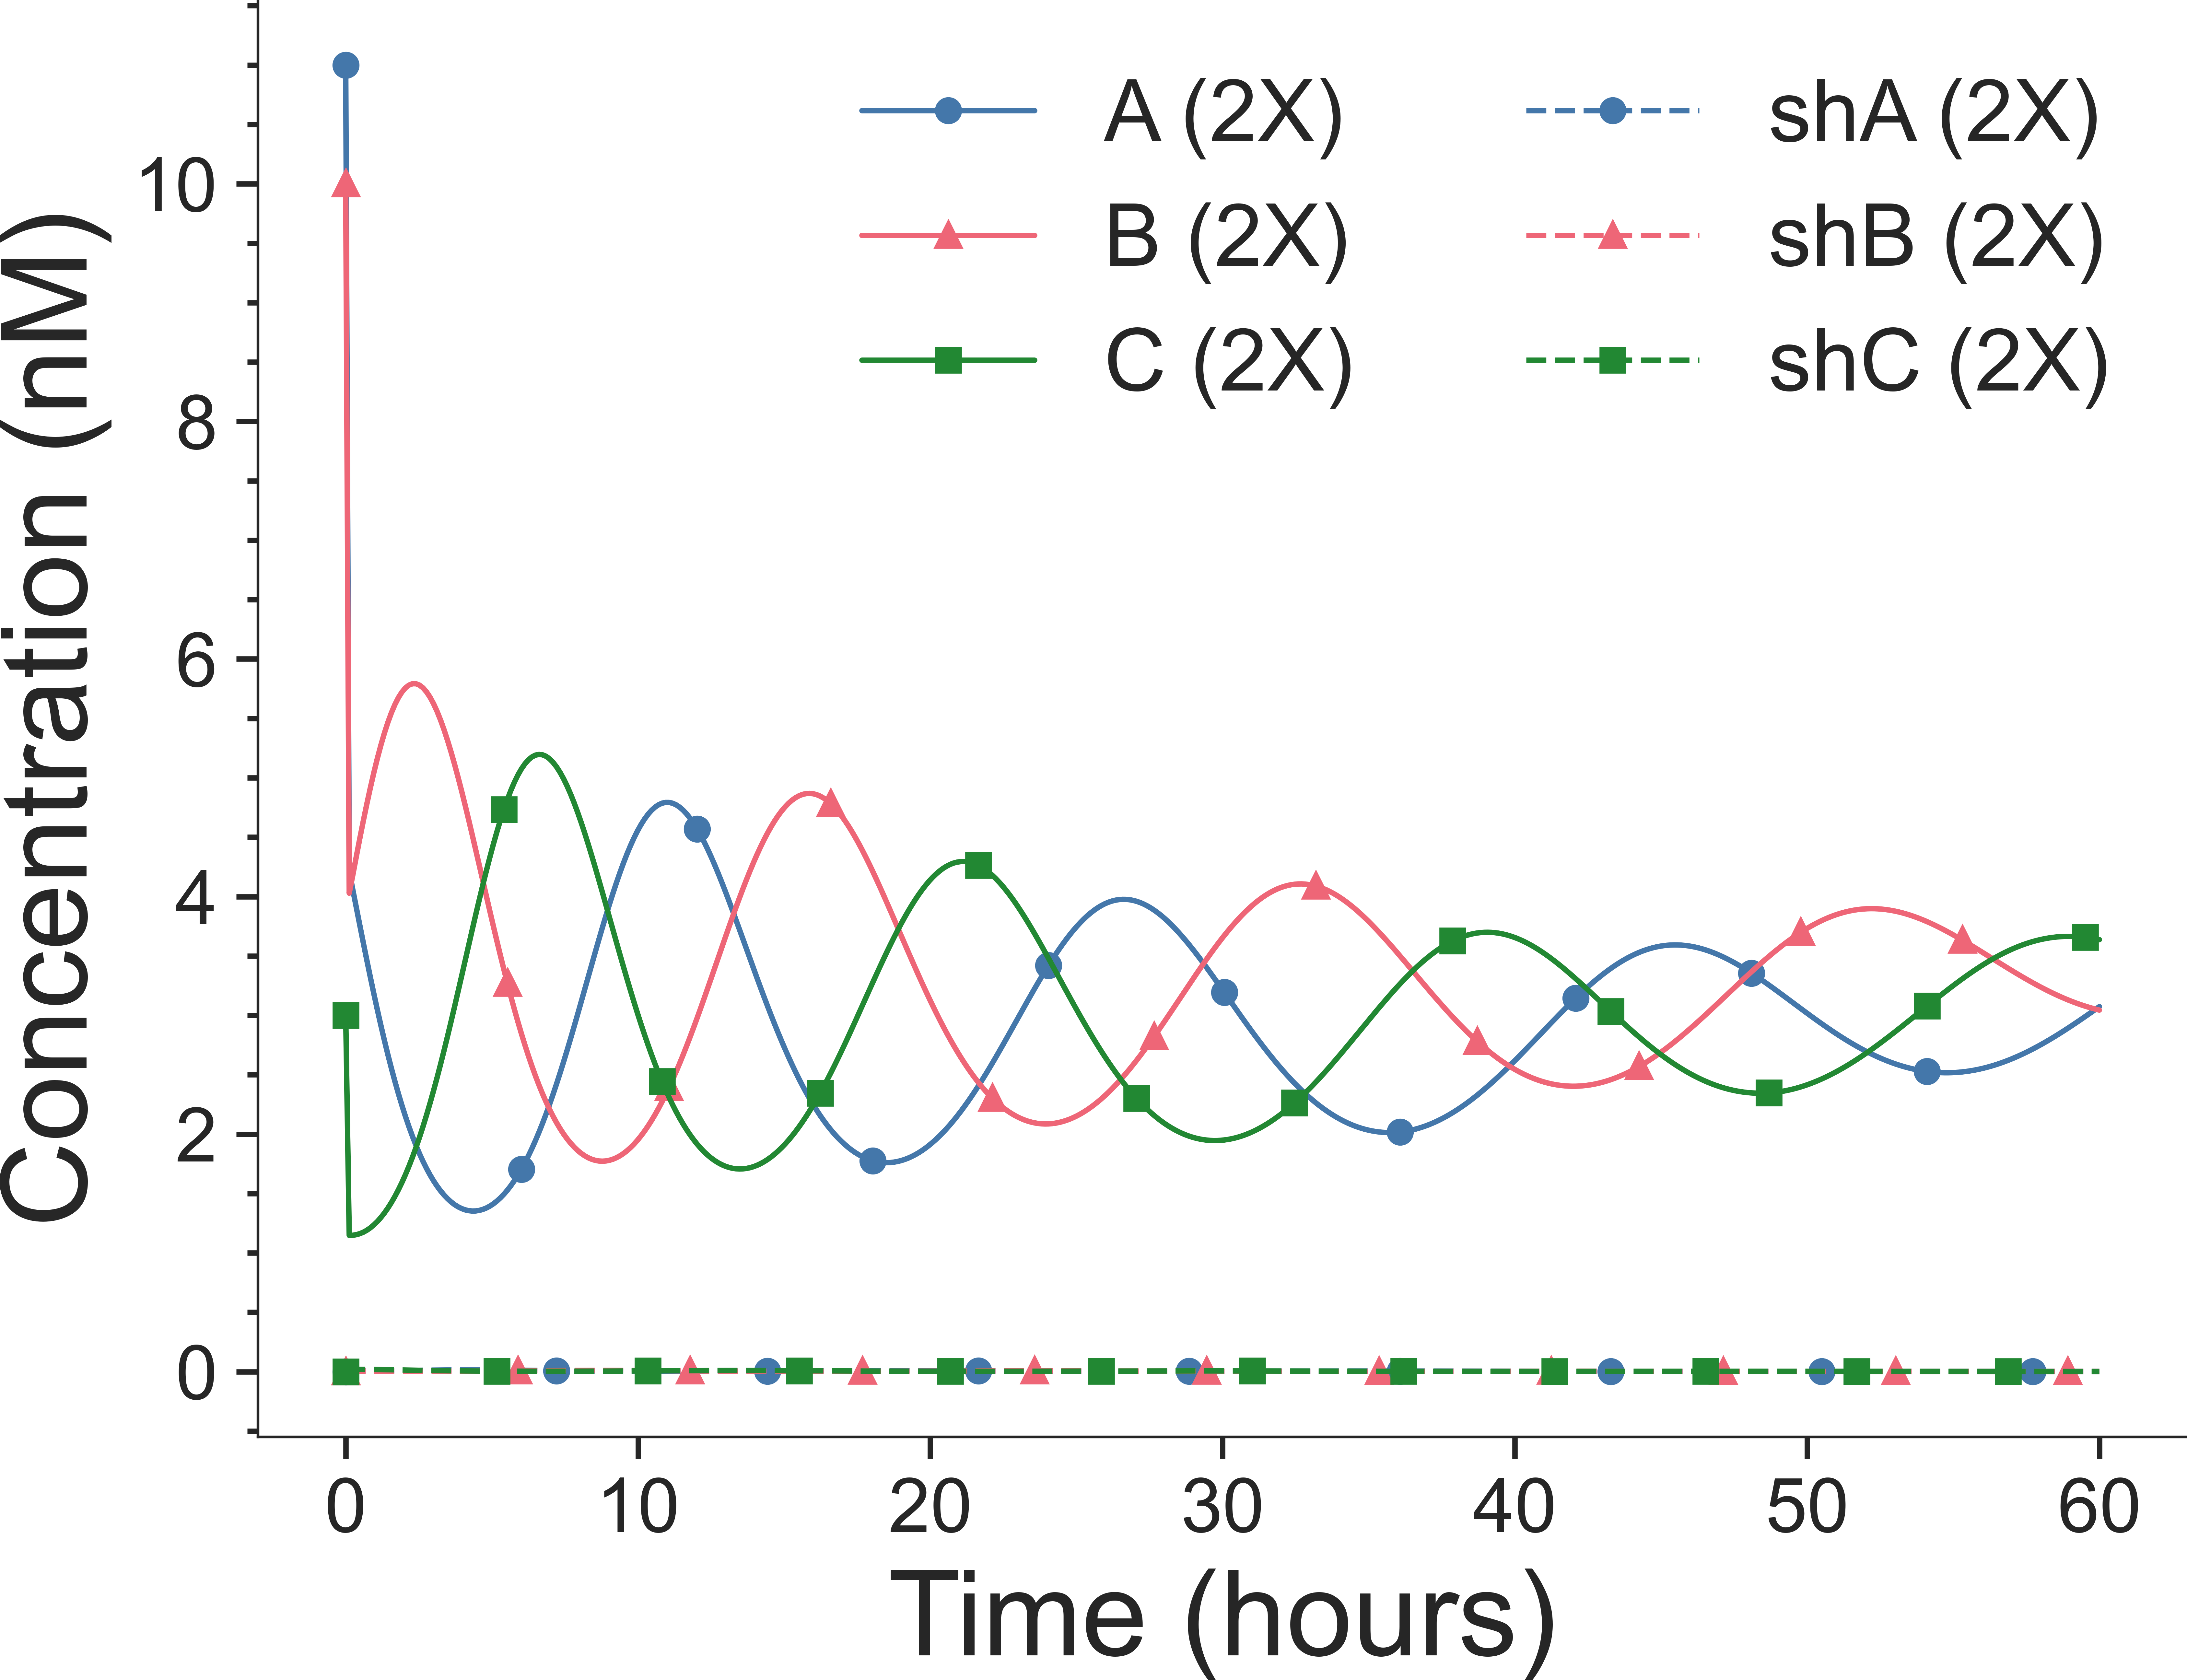 Concentration (nM)
10
8
6
4
2
0
A (2X)
B (2X)
C (2X)
shA (2X)
shB (2X)
shC (2X)
0 10 20 30 40 50 60
Time (hours)